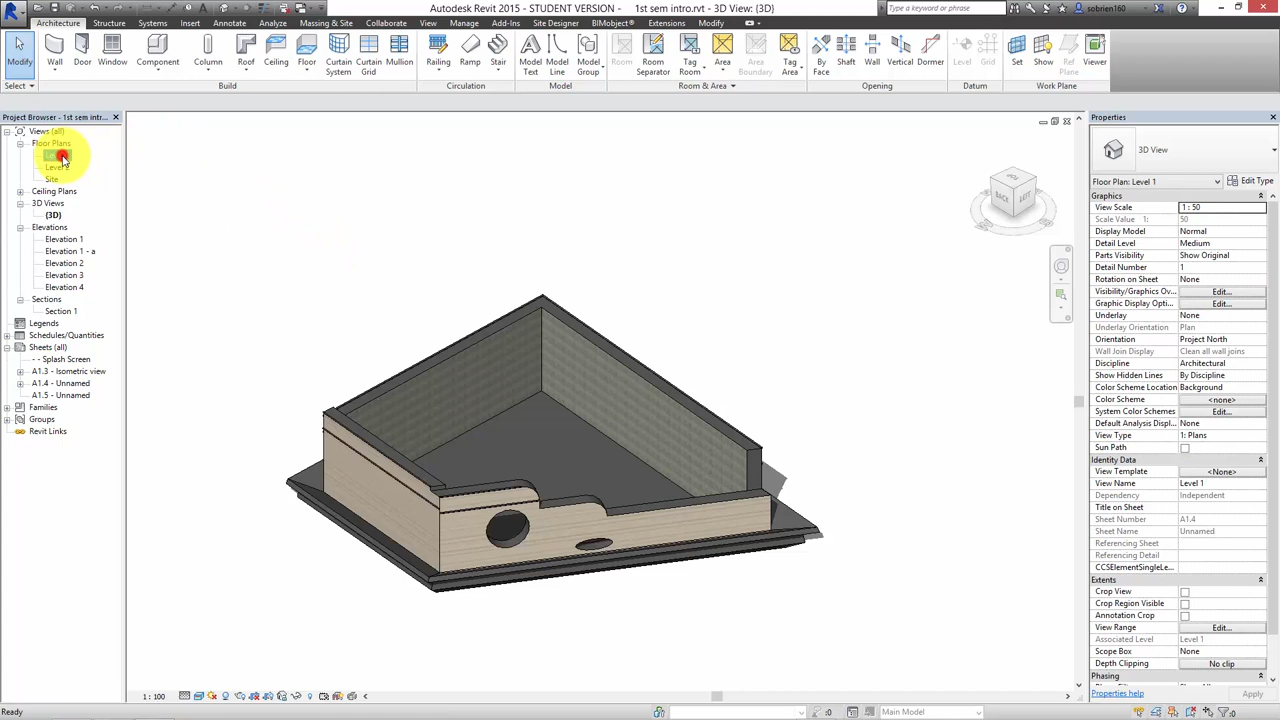 Autodesk Revit 2015 - STUDENT VERSION - 1st sem intro.rvt - 3D View: {3D}
Type a keyword or phrase
sobrien160
Architecture Structure Systems Insert Annotate Analyze Massing & Site Collaborate View Manage Add-Ins Site Designer BIMobject® Extensions Modify
Modify Wall Door Window Component Column Roof Ceiling Floor Curtain System Curtain Grid Mullion Railing Ramp Stair Model Text Model Line Model Group Room Room Separator Tag Room Area Area Boundary Tag Area By Face Shaft Wall Vertical Dormer Level Grid Set Show Ref Plane Viewer
Select Build Circulation Model Room & Area Opening Datum Work Plane
Project Browser - 1st sem intr...
Views (all)
Floor Plans
Level
Site
Ceiling Plans
3D Views
{3D}
Elevations
Elevation 1
Elevation 1 - a
Elevation 2
Elevation 3
Elevation 4
Sections
Section 1
Legends
Schedules/Quantities
Sheets (all)
- - Splash Screen
A1.3 - Isometric view
A1.4 - Unnamed
A1.5 - Unnamed
Families
Groups
Revit Links
TOP
BACK
LEFT
Properties
3D View
Floor Plan: Level 1 Edit Type
Graphics
View Scale 1 : 50
Scale Value 1: 50
Display Model Normal
Detail Level Medium
Parts Visibility Show Original
Detail Number 1
Rotation on Sheet None
Visibility/Graphics Ov... Edit...
Graphic Display Opti... Edit...
Underlay None
Underlay Orientation Plan
Orientation Project North
Wall Join Display Clean all wall joins
Discipline Architectural
Show Hidden Lines By Discipline
Color Scheme Location Background
Color Scheme <none>
System Color Schemes Edit...
Default Analysis Displ... None
View Type 1: Plans
Sun Path
Identity Data
View Template <None>
View Name Level 1
Dependency Independent
Title on Sheet
Sheet Number A1.4
Sheet Name Unnamed
Referencing Sheet
Referencing Detail
CCSElementSingleLe...
Extents
Crop View
Crop Region Visible
Annotation Crop
View Range Edit...
Associated Level Level 1
Scope Box None
Depth Clipping No clip
Phasing
Properties help Apply
1 : 100
Ready
:0
Main Model
:0